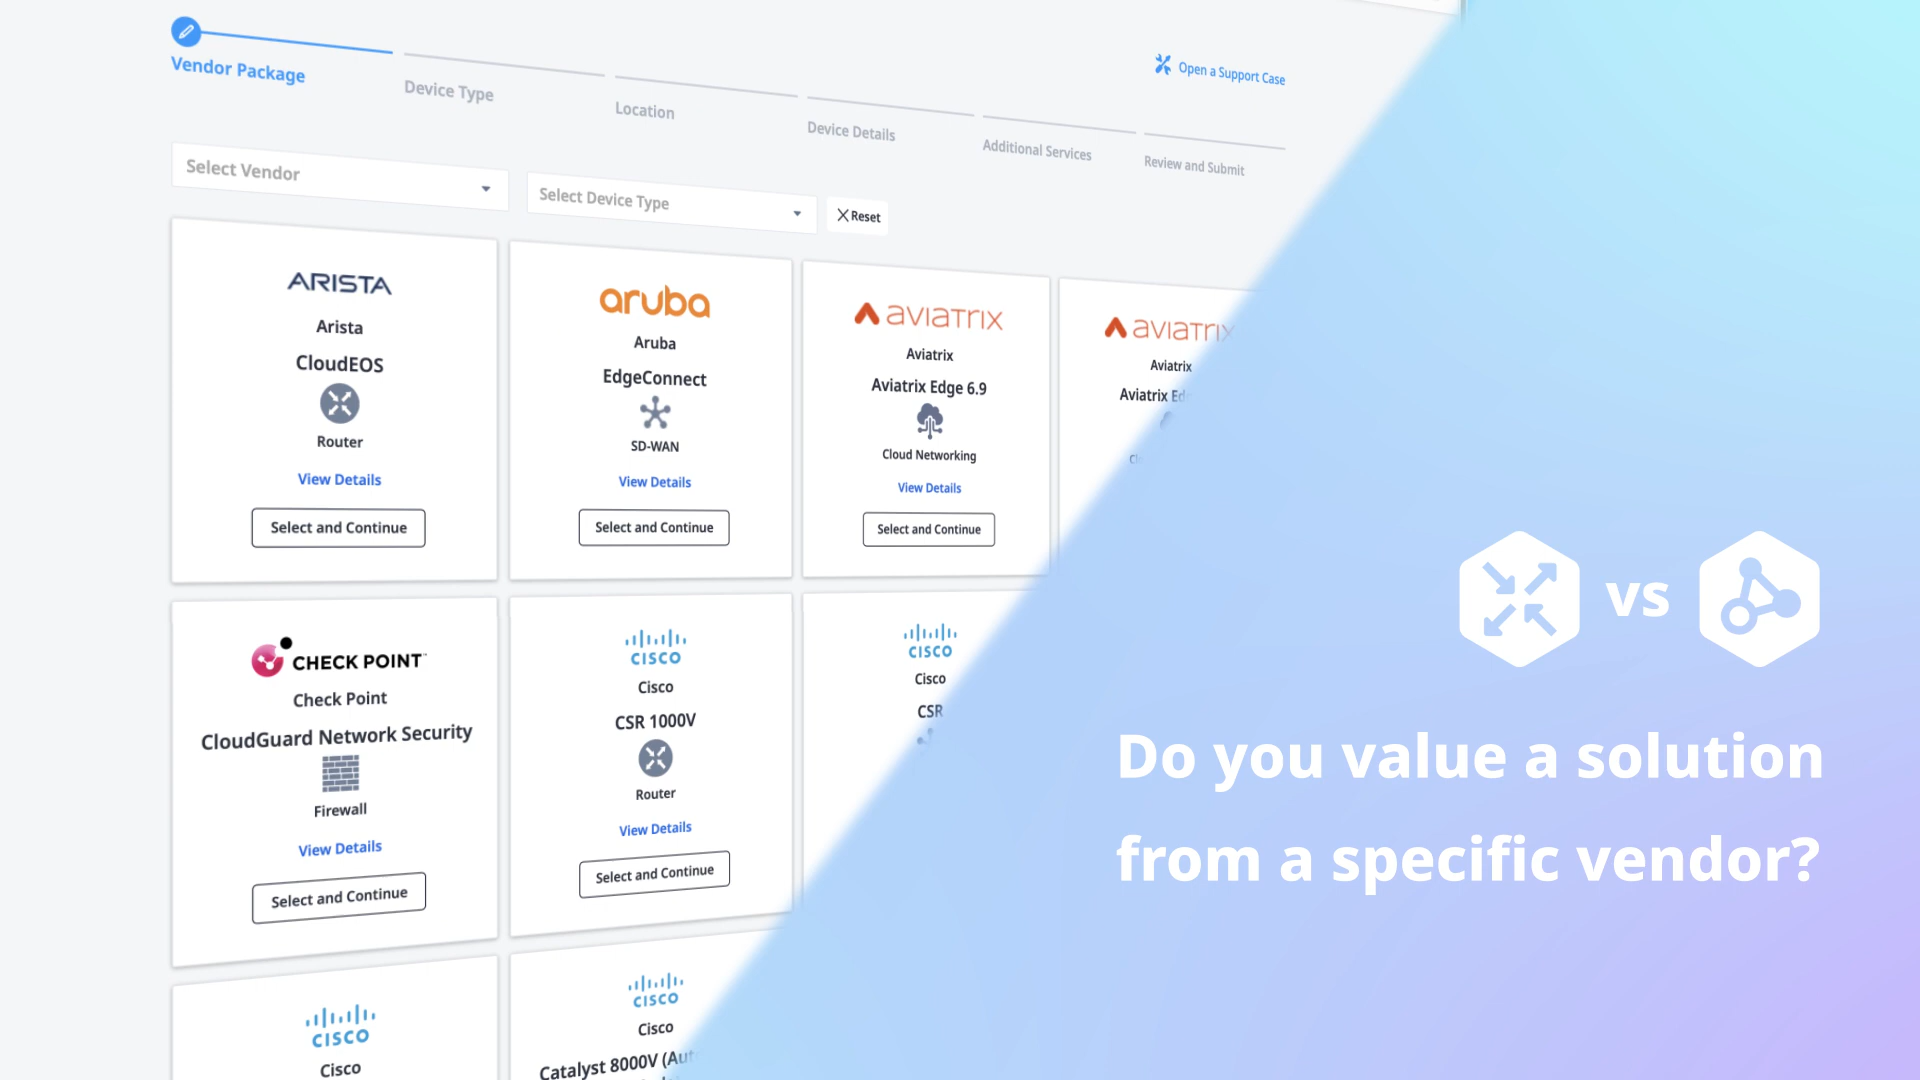 Vendor Package
Device Type
Location
Device Details
Additional Services
Review and Submit
Open a Support Case
Select Vendor
Select Device Type
Reset
ARISTA
Arista
CloudEOS
Router
View Details
Select and Continue
aruba
Aruba
EdgeConnect
SD-WAN
View Details
Select and Continue
AVIATRIX
Aviatrix
Aviatrix Edge 6.9
Cloud Networking
View Details
Select and Continue
AVIATRIX
Aviatrix
Aviatrix
CHECK POINT™
Check Point
CloudGuard Network Security
Firewall
View Details
Select and Continue
CISCO
Cisco
CSR 1000V
Router
View Details
Select and Continue
CISCO
Cisco
CSR
CISCO
Cisco
CISCO
Cisco
Catalyst 8000V
vs
Do you value a solution
from a specific vendor?